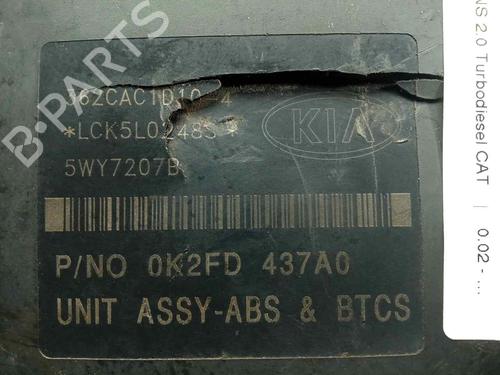 *LCK5L0248S*
KIA
5WY7207B
P/NO 0K2FD 437A0
UNIT ASSY-ABS & BTCS
B-PARTS
NS 2.0 Turbodiesel CAT | 0.02 - ...